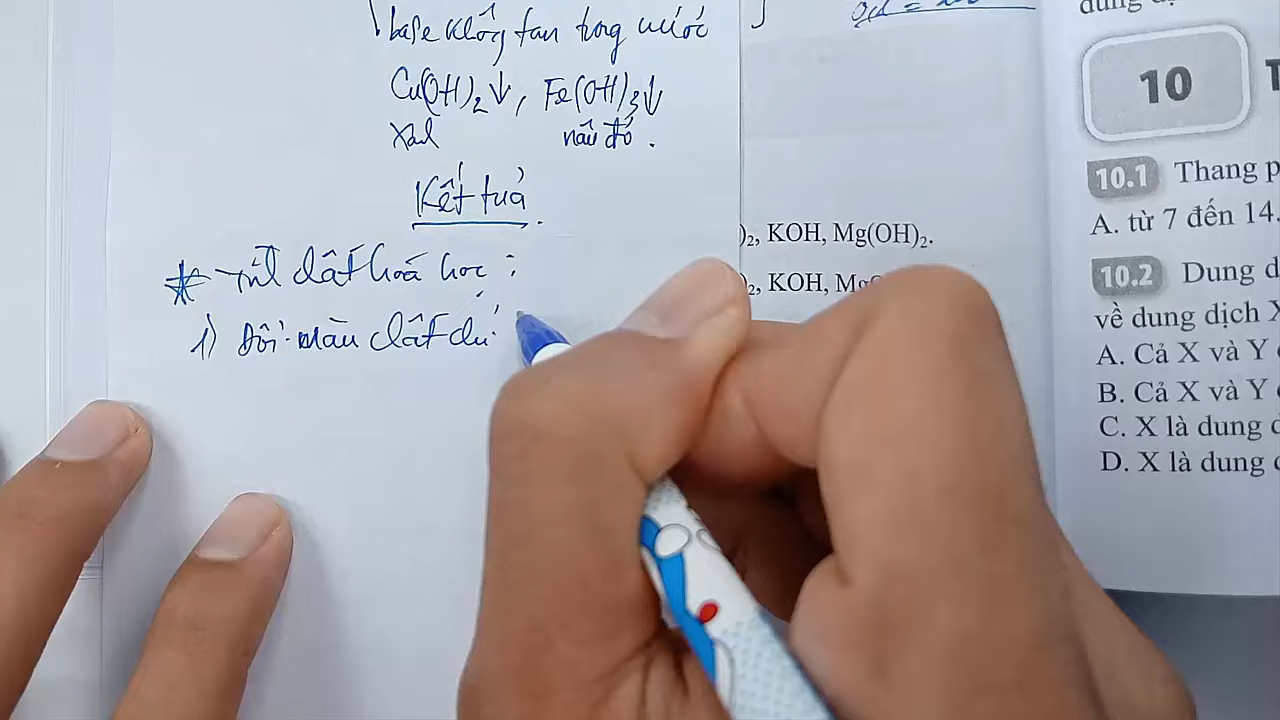 base không tan trong nước
Cu(OH)₂↓, Fe(OH)₃↓
xanh nâu đỏ.
Kết tủa.
* Tính chất hoá học:
1) Đổi màu chất chỉ
)₂, KOH, Mg(OH)₂.
)₂, KOH, Mg
10
10.1 Thang p
A. từ 7 đến 14.
10.2 Dung d
về dung dịch X
A. Cả X và Y
B. Cả X và Y
C. X là dung d
D. X là dung